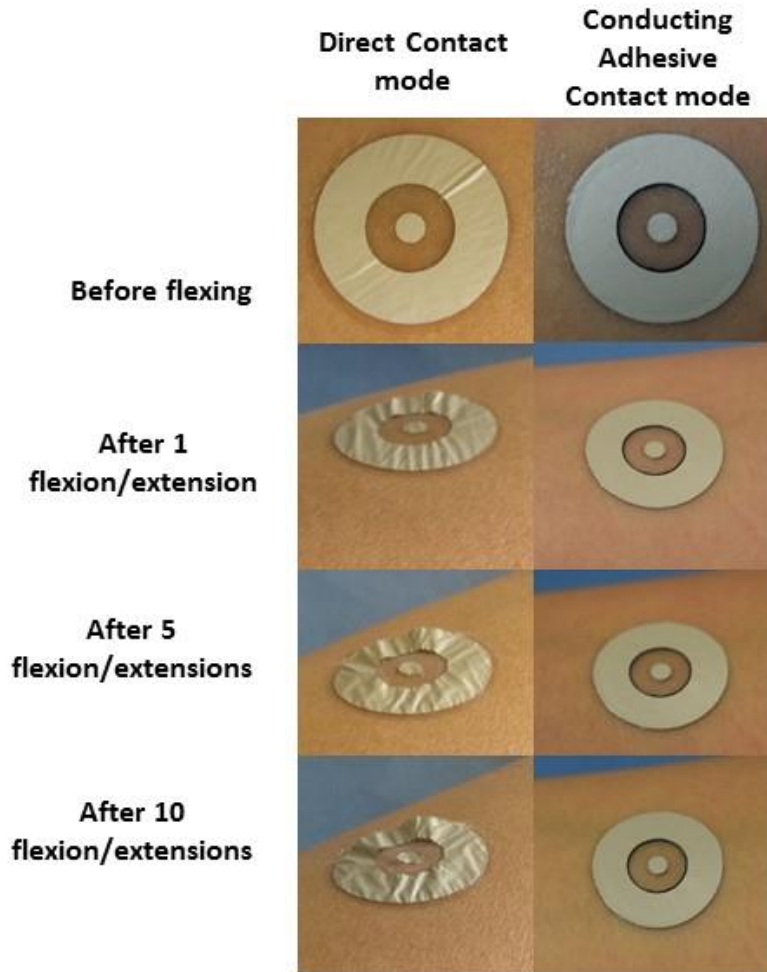 Direct Contact
mode
Conducting
Adhesive
Contact mode
Before flexing
After 1
flexion/extension
After 5
flexion/extensions
After 10
flexion/extensions